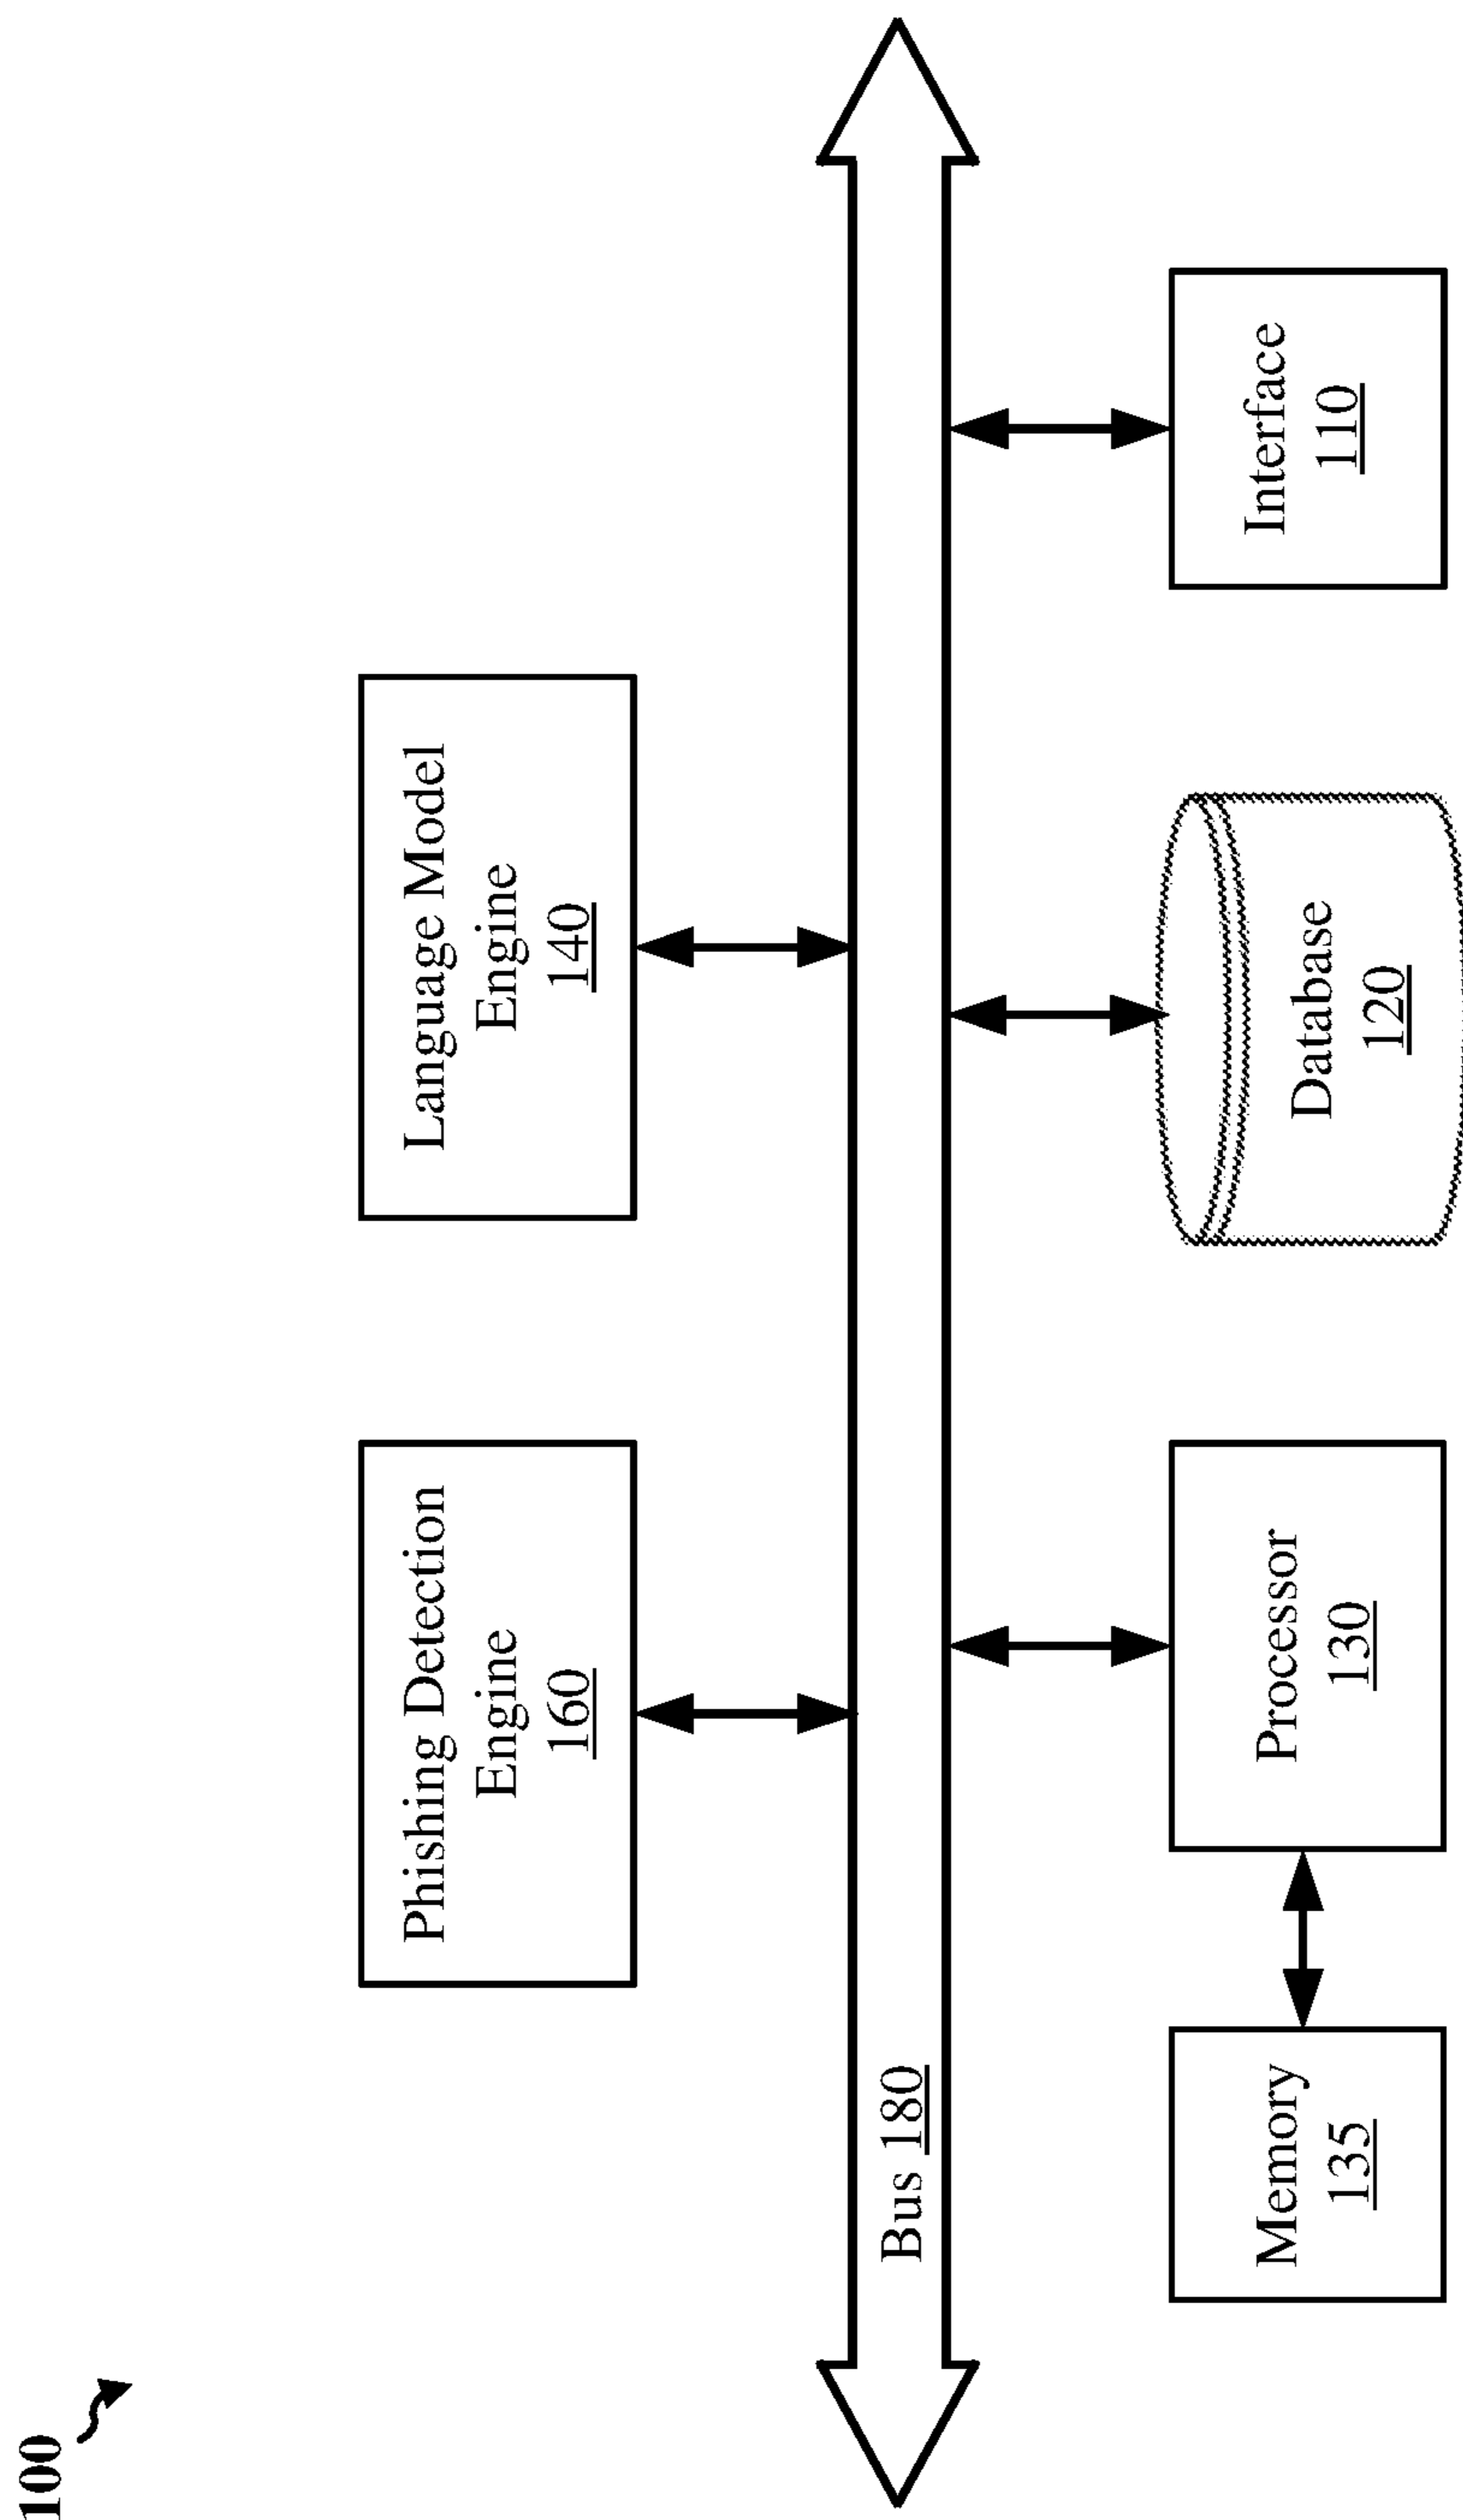 100
Phishing Detection
Engine
160
Language Model
Engine
140
Bus 180
Memory
135
Processor
130
Database
120
Interface
110